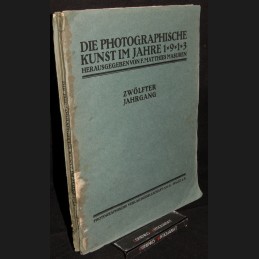 DIE PHOTOGRAPHISCHE
KUNST IM JAHRE 1•9•1•3
HERAUSGEGEBEN VON F. MATTHIES-MASUREN
ZWÖLFTER
JAHRGANG